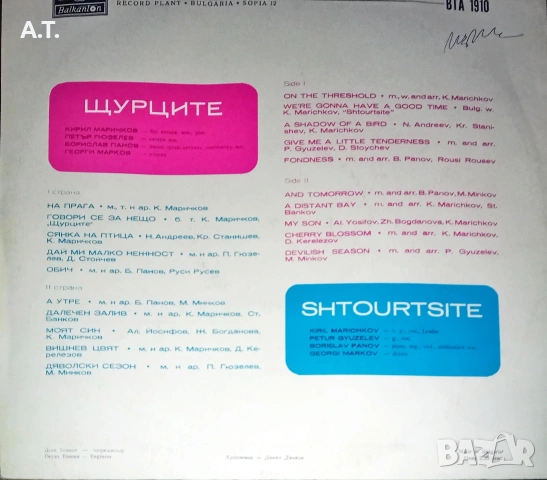 A.T.
Balkanton
RECORD PLANT • BULGARIA • SOFIA 12
BTA 1910
ЩУРЦИТЕ
КИРИЛ МАРИЧКОВ
ПЕТЪР ГЮЗЕЛЕВ
БОРИСЛАВ ПАНОВ
ГЕОРГИ МАРКОВ
I страна
НА ПРАГА • м., т. и ар. К. Маричков
ГОВОРИ СЕ ЗА НЕЩО • б. т. К. Маричков,
„Щурците"
СЯНКА НА ПТИЦА • Н. Андреев, Кр. Станишев,
К. Маричков
ДАЙ МИ МАЛКО НЕЖНОСТ • м. и ар. П. Гюзе-
лев, Д. Стойчев
ОБИЧ • м. и ар. Б. Панов, Руси Русев
II страна
А УТРЕ • м. и ар. Б. Панов, М. Минков
ДАЛЕЧЕН ЗАЛИВ • м. и ар. К. Маричков, Ст.
Банков
МОЯТ СИН • Ал. Йосифов, Ж. Богданова,
К. Маричков
ВИШНЕВ ЦВЯТ • м. и ар. К. Маричков, Д. Ке-
релезов
ДЯВОЛСКИ СЕЗОН • м. и ар. П. Гюзелев,
М. Минков
Side I
ON THE THRESHOLD • m., w. and arr. K. Marichkov
WE'RE GONNA HAVE A GOOD TIME • Bulg. w.
K. Marichkov, "Shtourtsite"
A SHADOW OF A BIRD • N. Andreev, Kr. Stani-
shev, K. Marichkov
GIVE ME A LITTLE TENDERNESS • m. and arr.
P. Gyuzelev, D. Stoychev
FONDNESS • m. and arr. B. Panov, Rousi Rousev
Side II
AND TOMORROW • m. and arr. B. Panov, M. Minkov
A DISTANT BAY • m. and arr. K. Marichkov, St.
Bankov
MY SON • Al. Yosifov, Zh. Bogdanova, K. Marichkov
CHERRY BLOSSOM • m. and arr. K. Marichkov,
D. Kerelezov
DEVILISH SEASON • m. and arr. P. Gyuzelev,
M. Minkov
SHTOURTSITE
KIRIL MARICHKOV
PETUR GYUZELEV
BORISLAV PANOV
GEORGI MARKOV
BAZAR